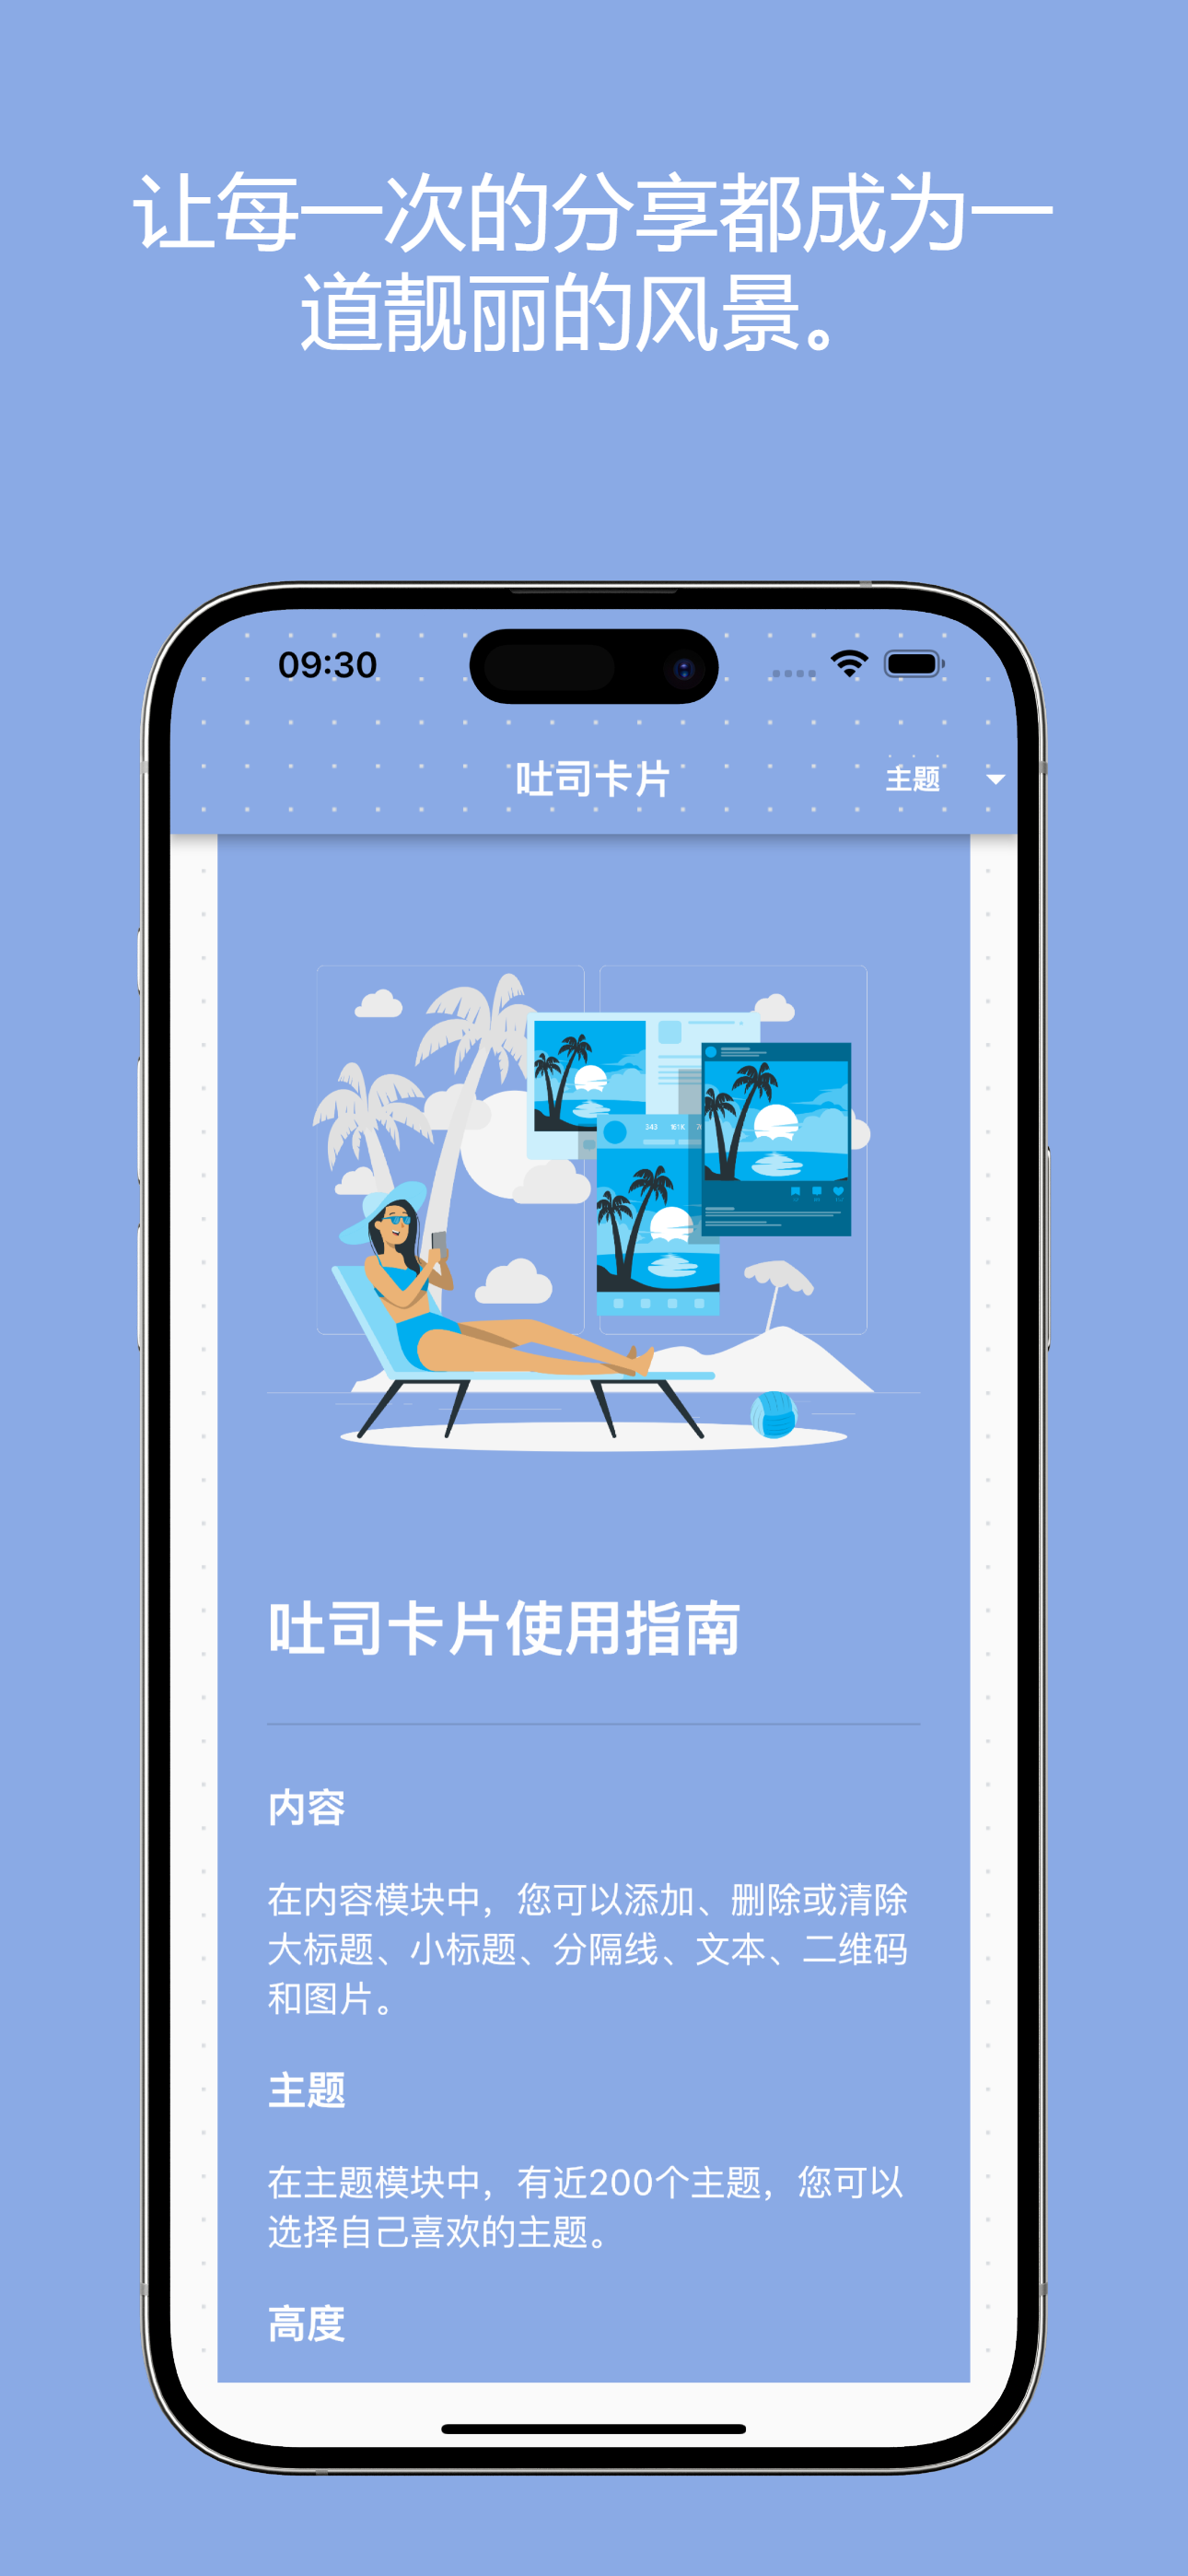 让每一次的分享都成为一
道靓丽的风景。
09:30
吐司卡片
主题
343 161K
吐司卡片使用指南
内容
在内容模块中，您可以添加、删除或清除
大标题、小标题、分隔线、文本、二维码
和图片。
主题
在主题模块中，有近200个主题，您可以
选择自己喜欢的主题。
高度